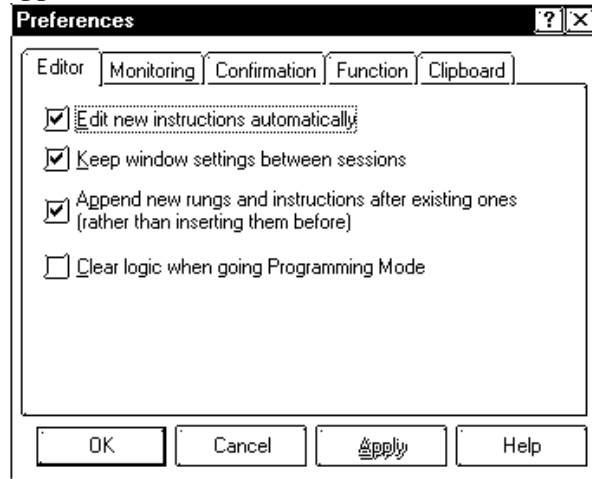 Preferences
Editor Monitoring Confirmation Function Clipboard
Edit new instructions automatically
Keep window settings between sessions
Append new rungs and instructions after existing ones
(rather than inserting them before)
Clear logic when going Programming Mode
OK Cancel Apply Help